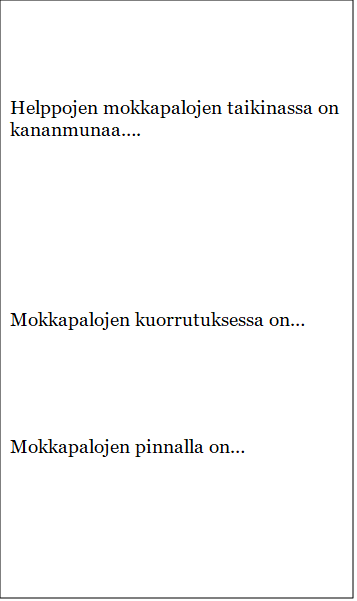 Helppojen mokkapalojen taikinassa on
kananmunaa....
Mokkapalojen kuorrutuksessa on...
Mokkapalojen pinnalla on...